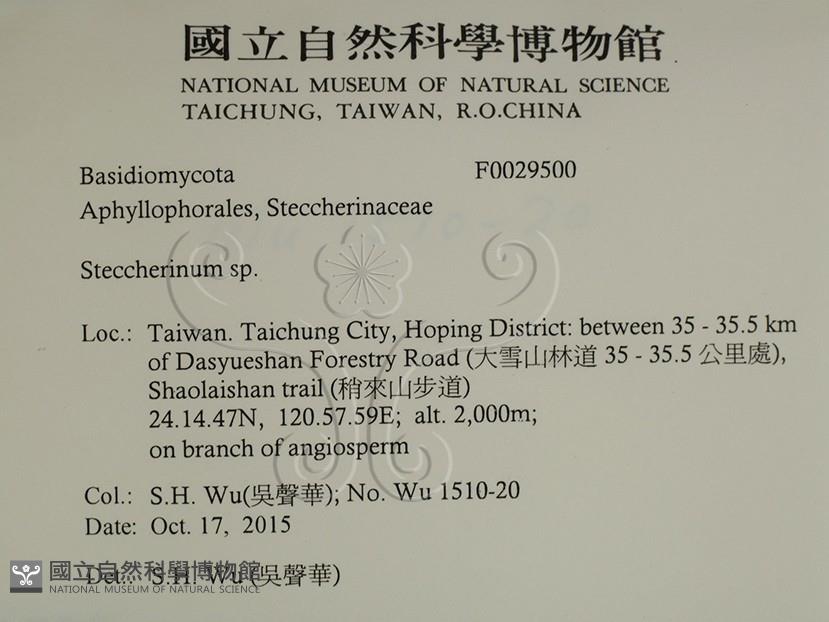 國立自然科學博物館
NATIONAL MUSEUM OF NATURAL SCIENCE
TAICHUNG, TAIWAN, R.O.CHINA
Basidiomycota F0029500
Aphyllophorales, Steccherinaceae
Steccherinum sp.
Loc.: Taiwan. Taichung City, Hoping District: between 35 - 35.5 km
of Dasyueshan Forestry Road (大雪山林道 35 - 35.5 公里處),
Shaolaishan trail (稍來山步道)
24.14.47N, 120.57.59E; alt. 2,000m;
on branch of angiosperm
Col.: S.H. Wu(吳聲華); No. Wu 1510-20
Date: Oct. 17, 2015
Det.: S.H. Wu (吳聲華)
國立自然科學博物館
NATIONAL MUSEUM OF NATURAL SCIENCE